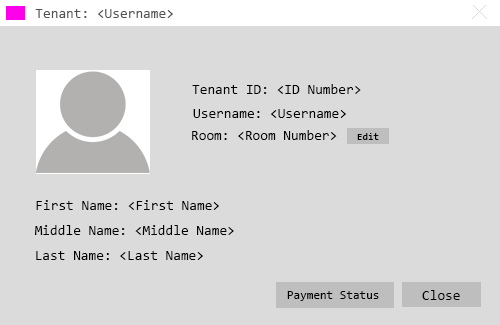 Tenant: <Username>
Tenant ID: <ID Number>
Username: <Username>
Room: <Room Number> Edit
First Name: <First Name>
Middle Name: <Middle Name>
Last Name: <Last Name>
Payment Status Close